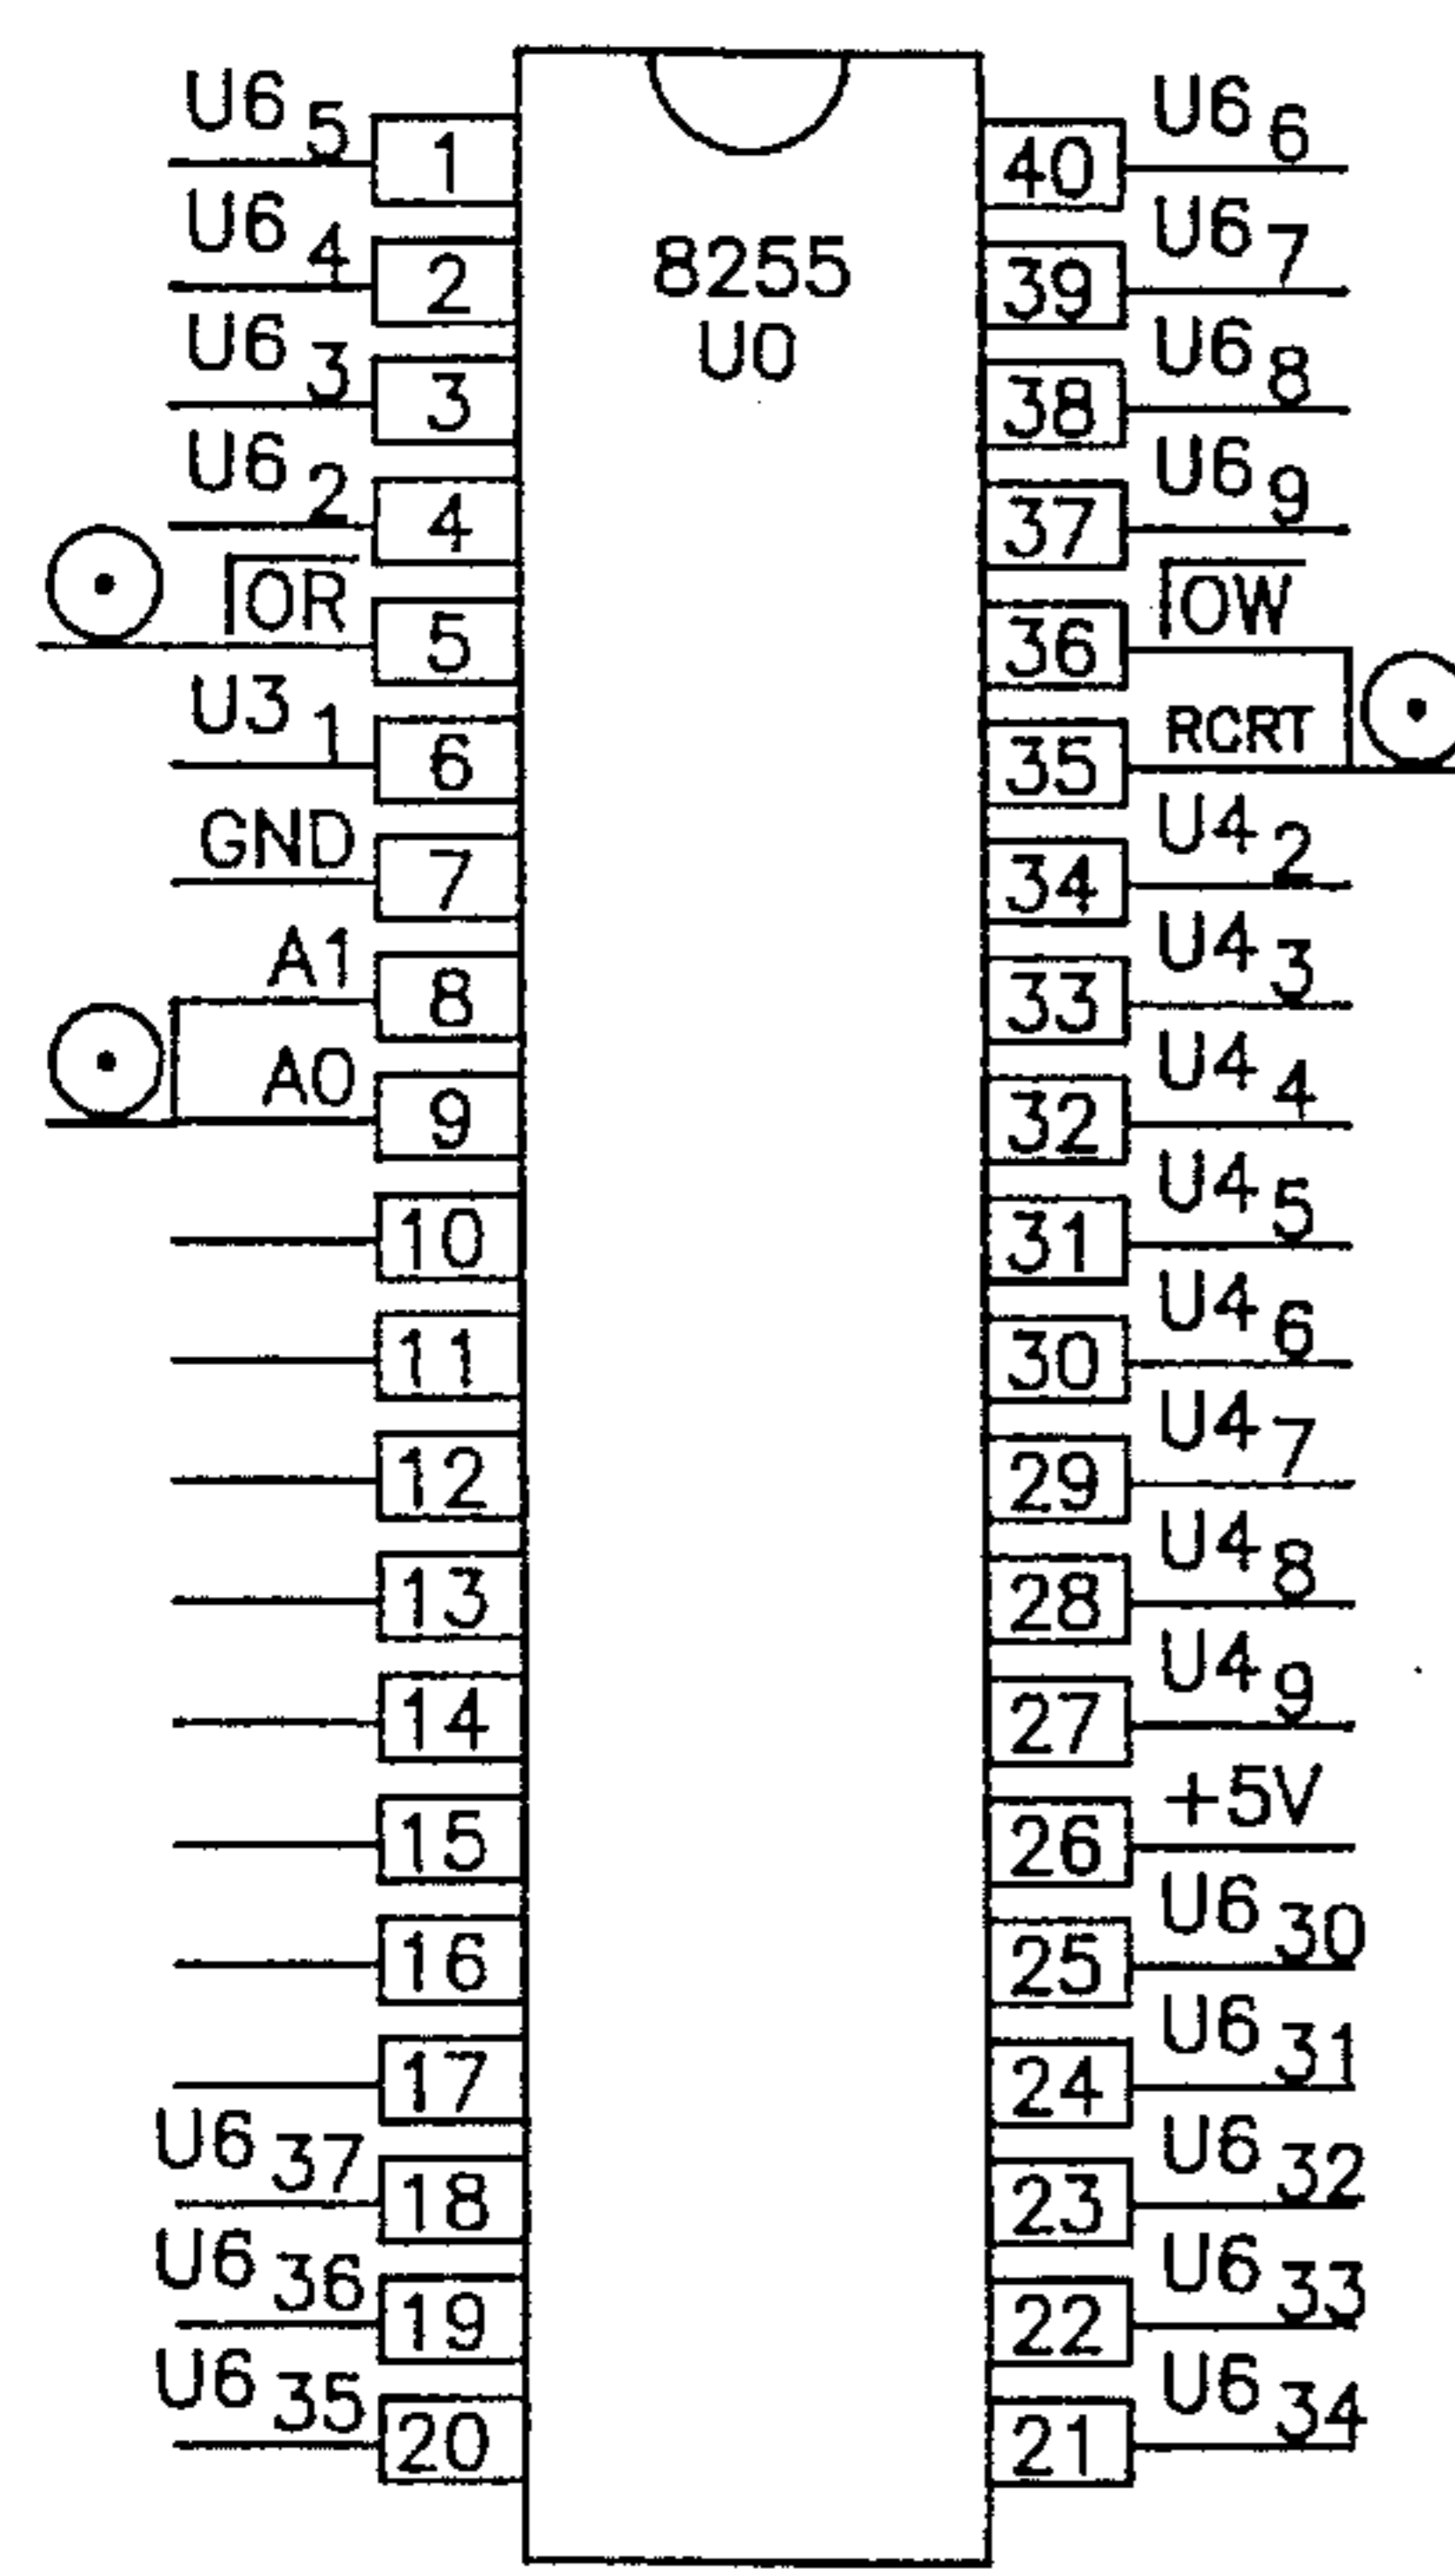 U6 5 1 40 U6 6
U6 4 2 8255 39 U6 7
U6 3 3 U0 38 U6 8
U6 2 4 37 U6 9
IOR 5 36 IOW
U3 1 6 35 RCRT
GND 7 34 U4 2
A1 8 33 U4 3
A0 9 32 U4 4
10 31 U4 5
11 30 U4 6
12 29 U4 7
13 28 U4 8
14 27 U4 9
15 26 +5V
16 25 U6 30
17 24 U6 31
U6 37 18 23 U6 32
U6 36 19 22 U6 33
U6 35 20 21 U6 34